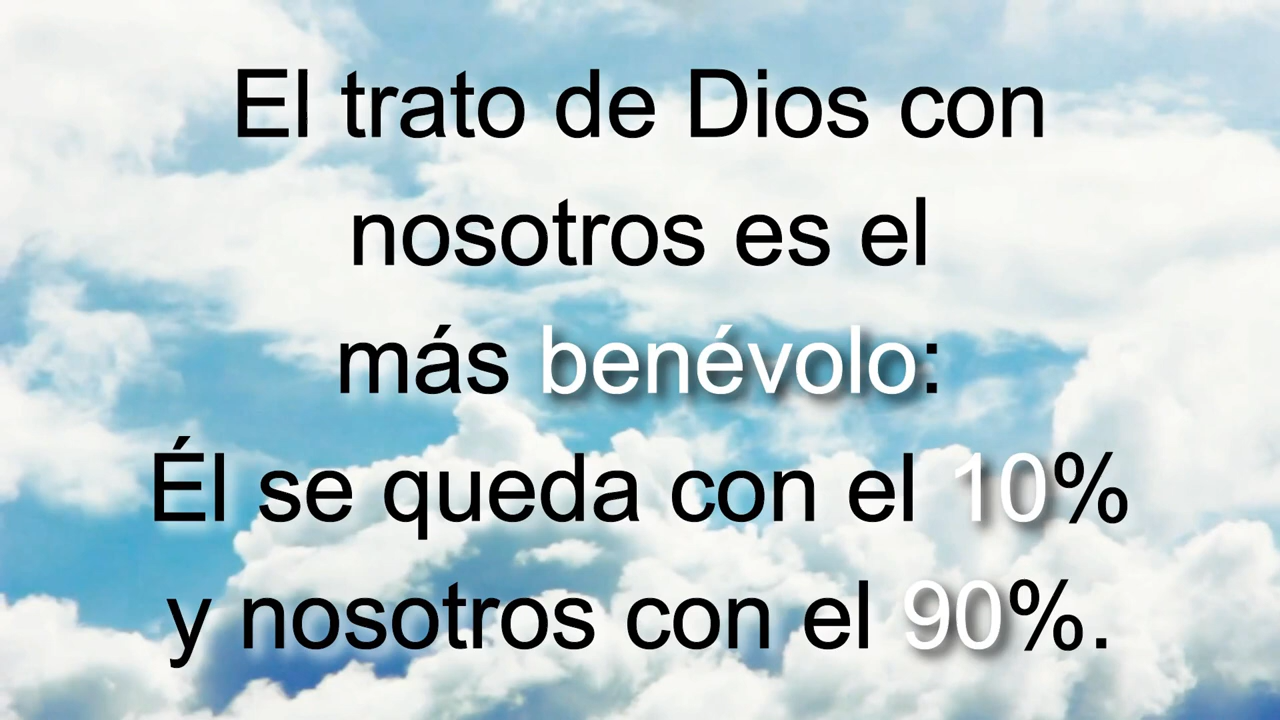 El trato de Dios con
nosotros es el
más benévolo:
Él se queda con el 10%
y nosotros con el 90%.